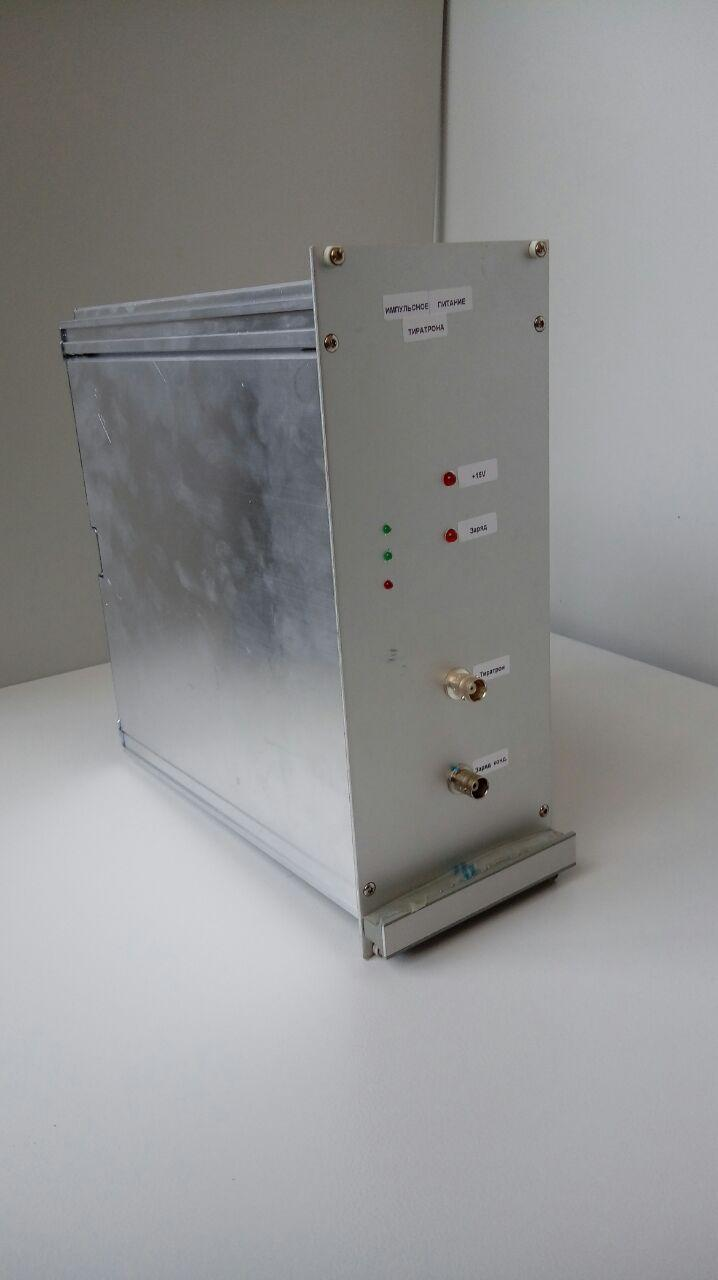 ИМПУЛЬСНОЕ ПИТАНИЕ
ТИРАТРОНА
+15V
Заряд
Тиратрон
Заряд конд.